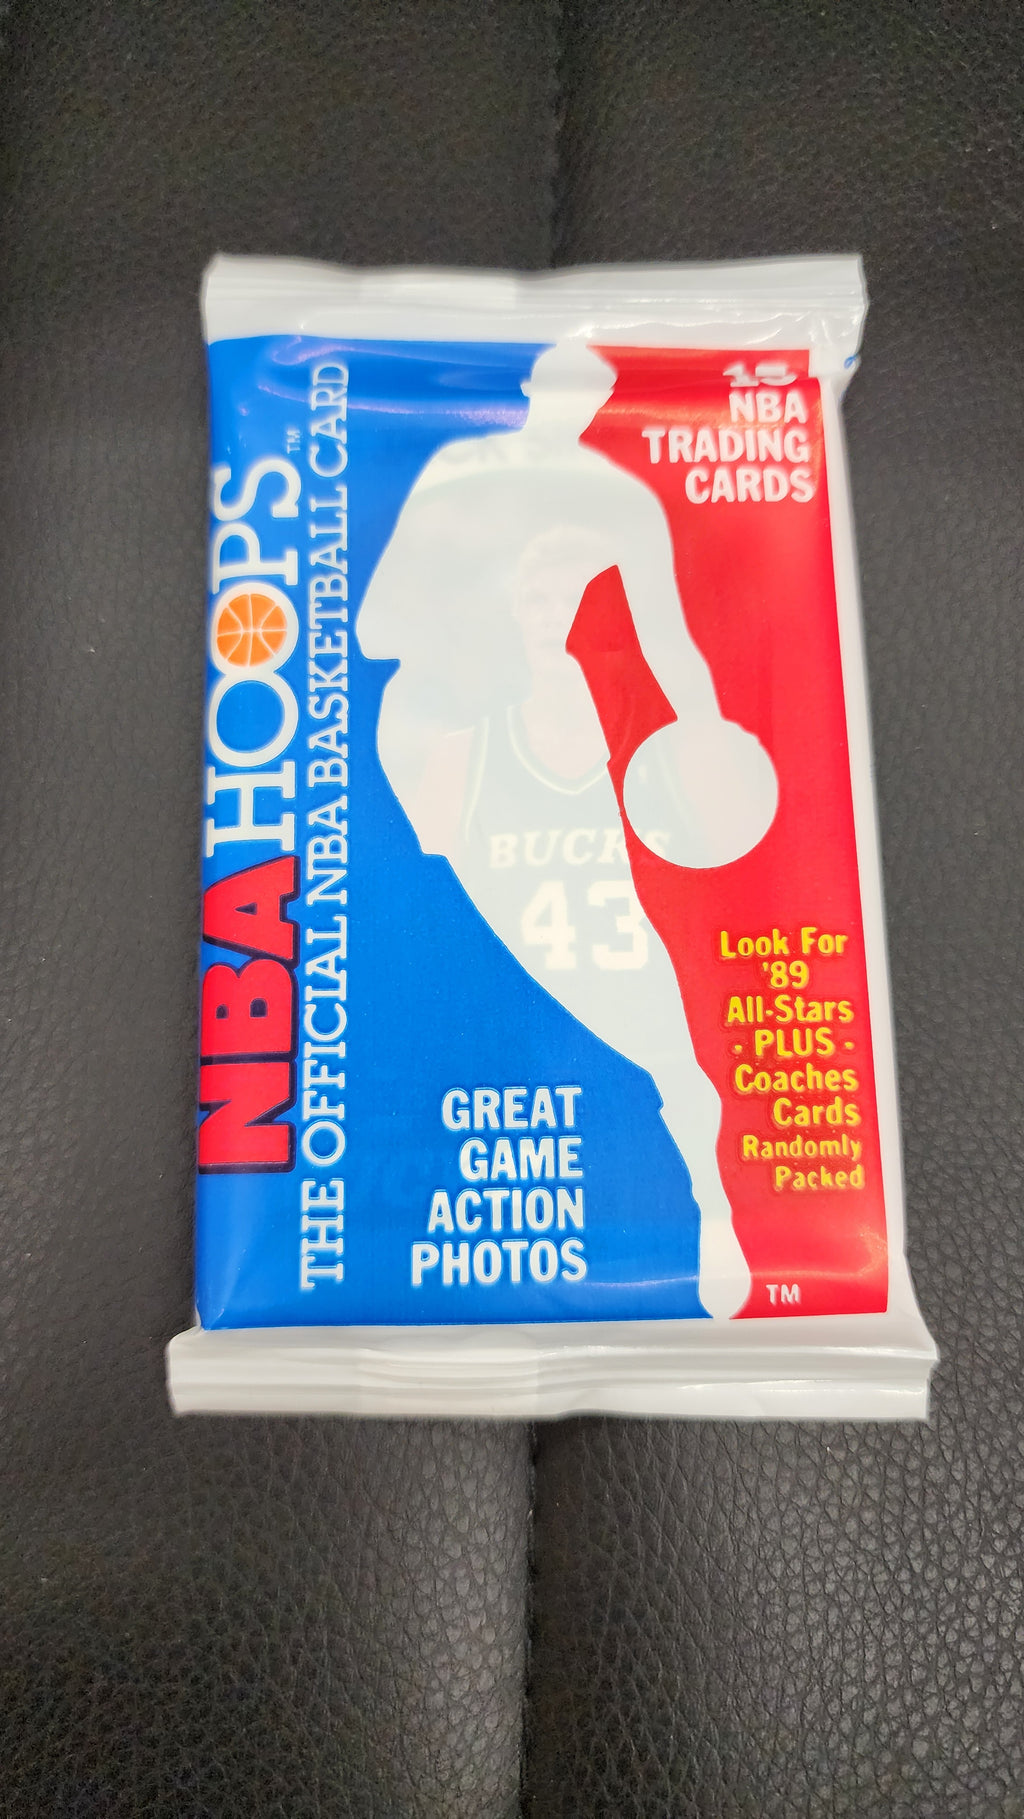 NBA HOOPS™
THE OFFICIAL NBA BASKETBALL CARD
15
NBA
TRADING
CARDS
BUCKS
43
Look For
'89
All-Stars
- PLUS -
Coaches
Cards
Randomly
Packed
GREAT
GAME
ACTION
PHOTOS
TM